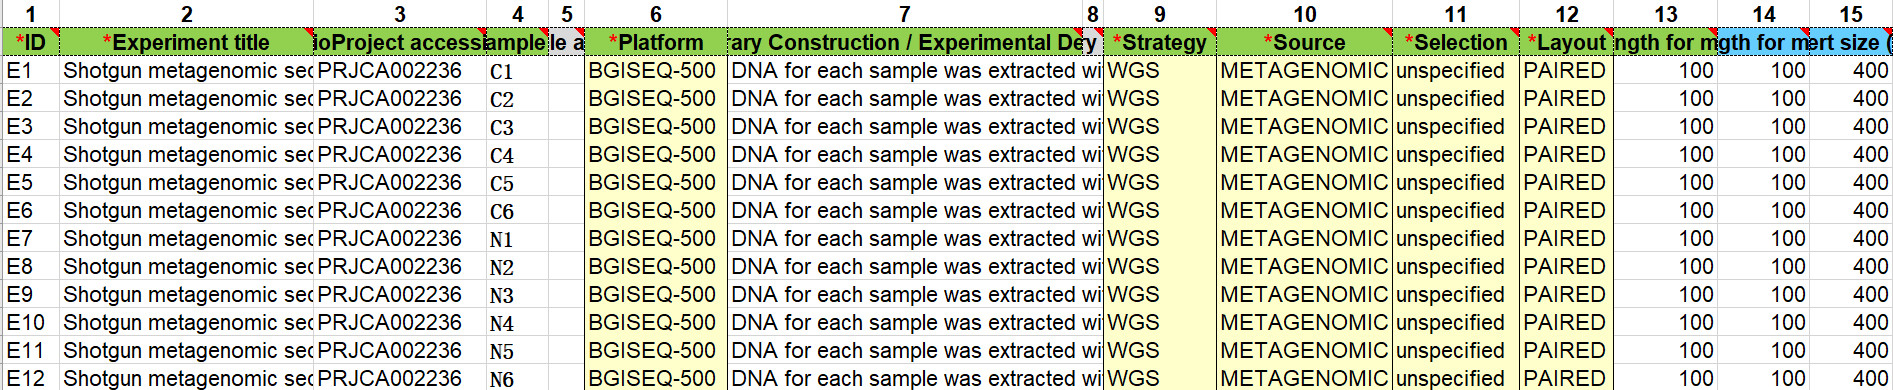 1 2 3 4 5 6 7 8 9 10 11 12 13 14 15
*ID *Experiment title ioProject accessi ample le a *Platform rary Construction / Experimental De y *Strategy *Source *Selection *Layout ngth for m gth for m ert size (
E1 Shotgun metagenomic sec PRJCA002236 C1 BGISEQ-500 DNA for each sample was extracted wi WGS METAGENOMIC unspecified PAIRED 100 100 400
E2 Shotgun metagenomic sec PRJCA002236 C2 BGISEQ-500 DNA for each sample was extracted wi WGS METAGENOMIC unspecified PAIRED 100 100 400
E3 Shotgun metagenomic sec PRJCA002236 C3 BGISEQ-500 DNA for each sample was extracted wi WGS METAGENOMIC unspecified PAIRED 100 100 400
E4 Shotgun metagenomic sec PRJCA002236 C4 BGISEQ-500 DNA for each sample was extracted wi WGS METAGENOMIC unspecified PAIRED 100 100 400
E5 Shotgun metagenomic sec PRJCA002236 C5 BGISEQ-500 DNA for each sample was extracted wi WGS METAGENOMIC unspecified PAIRED 100 100 400
E6 Shotgun metagenomic sec PRJCA002236 C6 BGISEQ-500 DNA for each sample was extracted wi WGS METAGENOMIC unspecified PAIRED 100 100 400
E7 Shotgun metagenomic sec PRJCA002236 N1 BGISEQ-500 DNA for each sample was extracted wi WGS METAGENOMIC unspecified PAIRED 100 100 400
E8 Shotgun metagenomic sec PRJCA002236 N2 BGISEQ-500 DNA for each sample was extracted wi WGS METAGENOMIC unspecified PAIRED 100 100 400
E9 Shotgun metagenomic sec PRJCA002236 N3 BGISEQ-500 DNA for each sample was extracted wi WGS METAGENOMIC unspecified PAIRED 100 100 400
E10 Shotgun metagenomic sec PRJCA002236 N4 BGISEQ-500 DNA for each sample was extracted wi WGS METAGENOMIC unspecified PAIRED 100 100 400
E11 Shotgun metagenomic sec PRJCA002236 N5 BGISEQ-500 DNA for each sample was extracted wi WGS METAGENOMIC unspecified PAIRED 100 100 400
E12 Shotgun metagenomic sec PRJCA002236 N6 BGISEQ-500 DNA for each sample was extracted wi WGS METAGENOMIC unspecified PAIRED 100 100 400